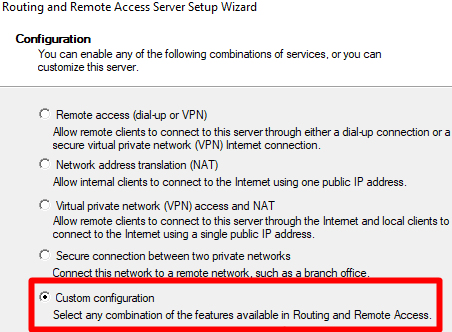 Routing and Remote Access Server Setup Wizard
Configuration
You can enable any of the following combinations of services, or you can
customize this server.
Remote access (dial-up or VPN)
Allow remote clients to connect to this server through either a dial-up connection or a
secure virtual private network (VPN) Internet connection.
Network address translation (NAT)
Allow internal clients to connect to the Internet using one public IP address.
Virtual private network (VPN) access and NAT
Allow remote clients to connect to this server through the Internet and local clients to
connect to the Internet using a single public IP address.
Secure connection between two private networks
Connect this network to a remote network, such as a branch office.
Custom configuration
Select any combination of the features available in Routing and Remote Access.